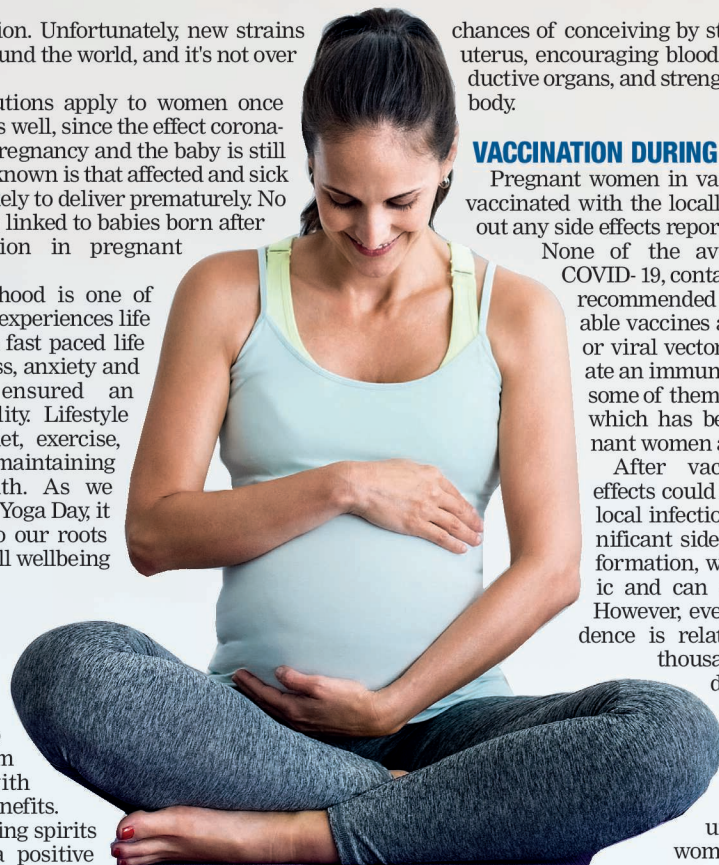 ion. Unfortunately, new strains
und the world, and it's not over
utions apply to women once
s well, since the effect corona-
regnancy and the baby is still
known is that affected and sick
ely to deliver prematurely. No
linked to babies born after
ion in pregnant
hood is one of
experiences life
fast paced life
ss, anxiety and
ensured an
lity. Lifestyle
et, exercise,
maintaining
lth. As we
Yoga Day, it
o our roots
ll wellbeing
m
ith
nefits.
ing spirits
a positive
chances of conceiving by st
uterus, encouraging blood
ductive organs, and streng
body.
VACCINATION DURING
Pregnant women in va
vaccinated with the locall
out any side effects repor
None of the av
COVID- 19, conta
recommended
able vaccines a
or viral vector
ate an immun
some of them
which has be
nant women a
After vac
effects could
local infectio
nificant side
formation, w
ic and can
However, eve
dence is relat
thousa
d
u
wom